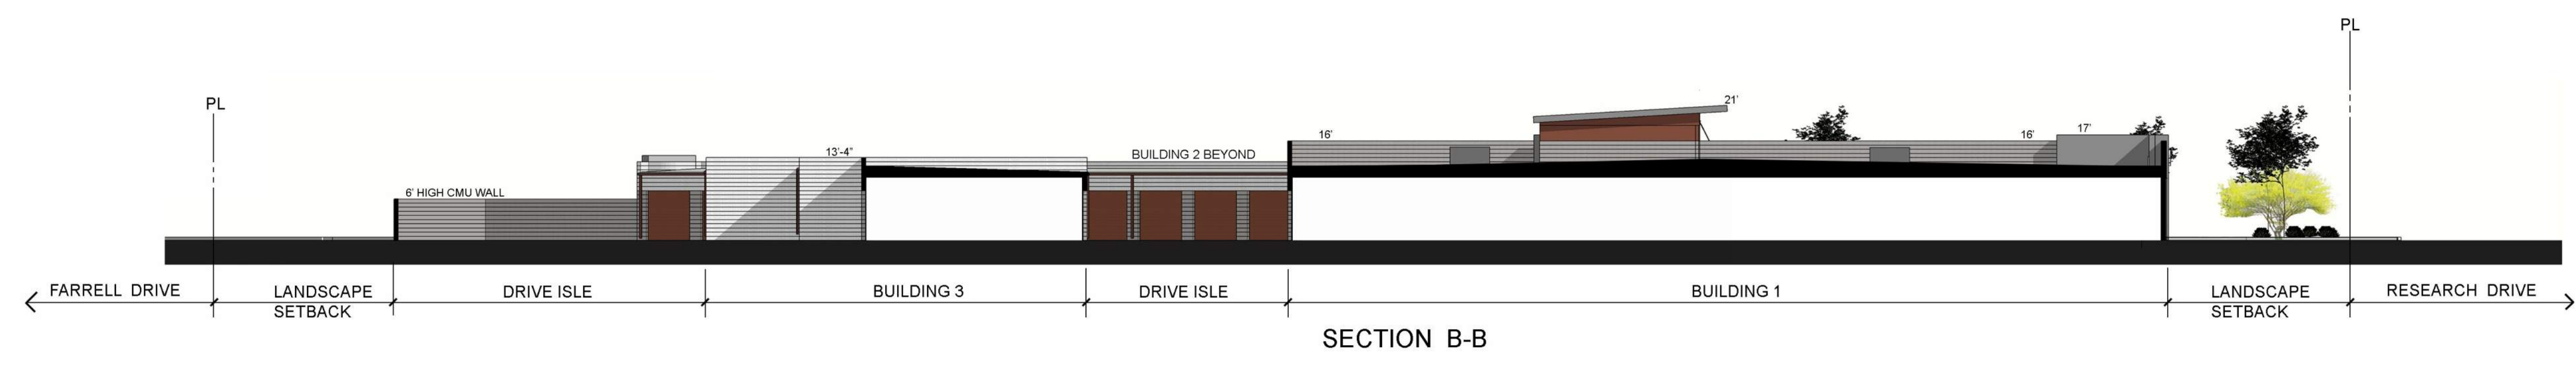 PL
PL
21'
16'
16'
17'
13'-4"
BUILDING 2 BEYOND
6' HIGH CMU WALL
FARRELL DRIVE
LANDSCAPE
SETBACK
DRIVE ISLE
BUILDING 3
DRIVE ISLE
BUILDING 1
LANDSCAPE
SETBACK
RESEARCH DRIVE
SECTION B-B